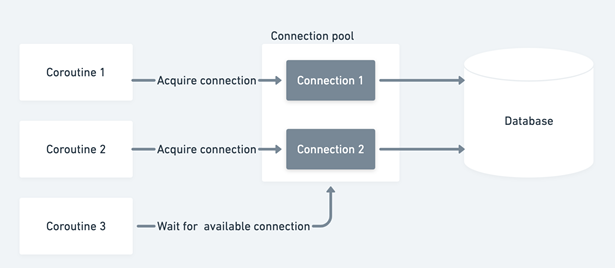 Connection pool
Coroutine 1
Acquire connection
Connection 1
Database
Coroutine 2
Acquire connection
Connection 2
Coroutine 3
Wait for available connection